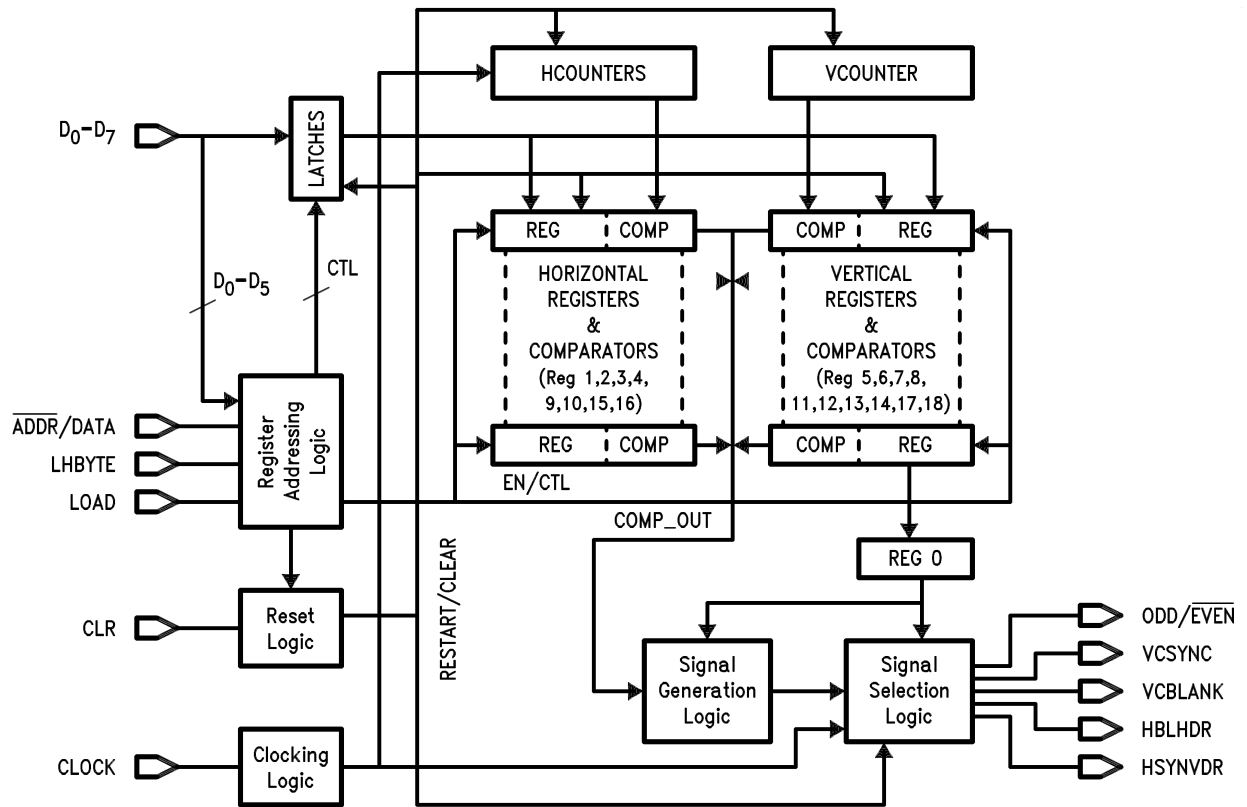 HCOUNTERS
VCOUNTER
D0-D7
LATCHES
REG
COMP
COMP
REG
D0-D5
CTL
HORIZONTAL
REGISTERS
&
COMPARATORS
(Reg 1,2,3,4,
9,10,15,16)
VERTICAL
REGISTERS
&
COMPARATORS
(Reg 5,6,7,8,
11,12,13,14,17,18)
A̅D̅D̅R̅/DATA
LHBYTE
LOAD
Register
Addressing
Logic
REG
COMP
COMP
REG
EN/CTL
COMP_OUT
RESTART/CLEAR
REG 0
CLR
Reset
Logic
Signal
Generation
Logic
Signal
Selection
Logic
ODD/E̅V̅E̅N̅
VCSYNC
VCBLANK
HBLHDR
HSYNVDR
CLOCK
Clocking
Logic